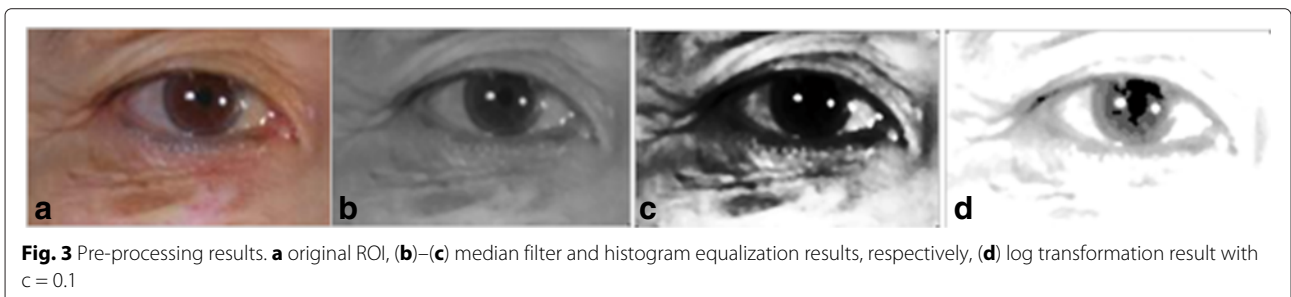 a b c d
Fig. 3 Pre-processing results. a original ROI, (b)–(c) median filter and histogram equalization results, respectively, (d) log transformation result with
c = 0.1